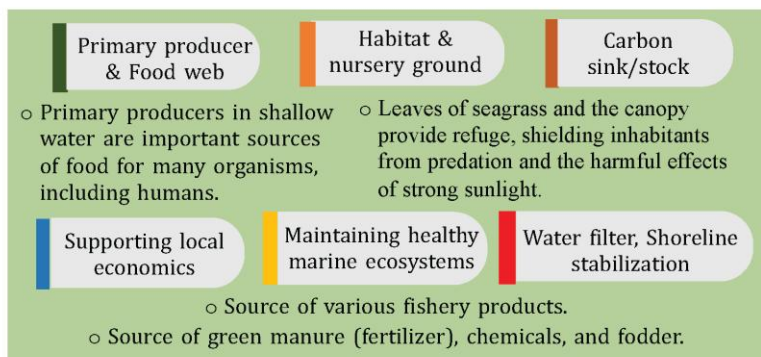 Primary producer
& Food web
Habitat &
nursery ground
Carbon
sink/stock
○ Primary producers in shallow
water are important sources
of food for many organisms,
including humans.
○ Leaves of seagrass and the canopy
provide refuge, shielding inhabitants
from predation and the harmful effects
of strong sunlight.
Supporting local
economics
Maintaining healthy
marine ecosystems
Water filter, Shoreline
stabilization
○ Source of various fishery products.
○ Source of green manure (fertilizer), chemicals, and fodder.